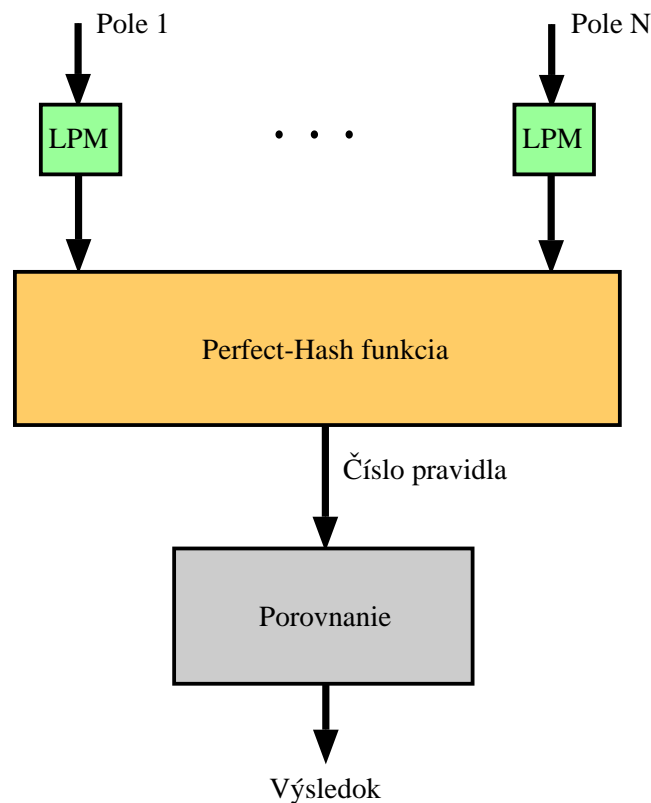 Pole 1
Pole N
LPM
. . .
LPM
Perfect-Hash funkcia
Číslo pravidla
Porovnanie
Výsledok